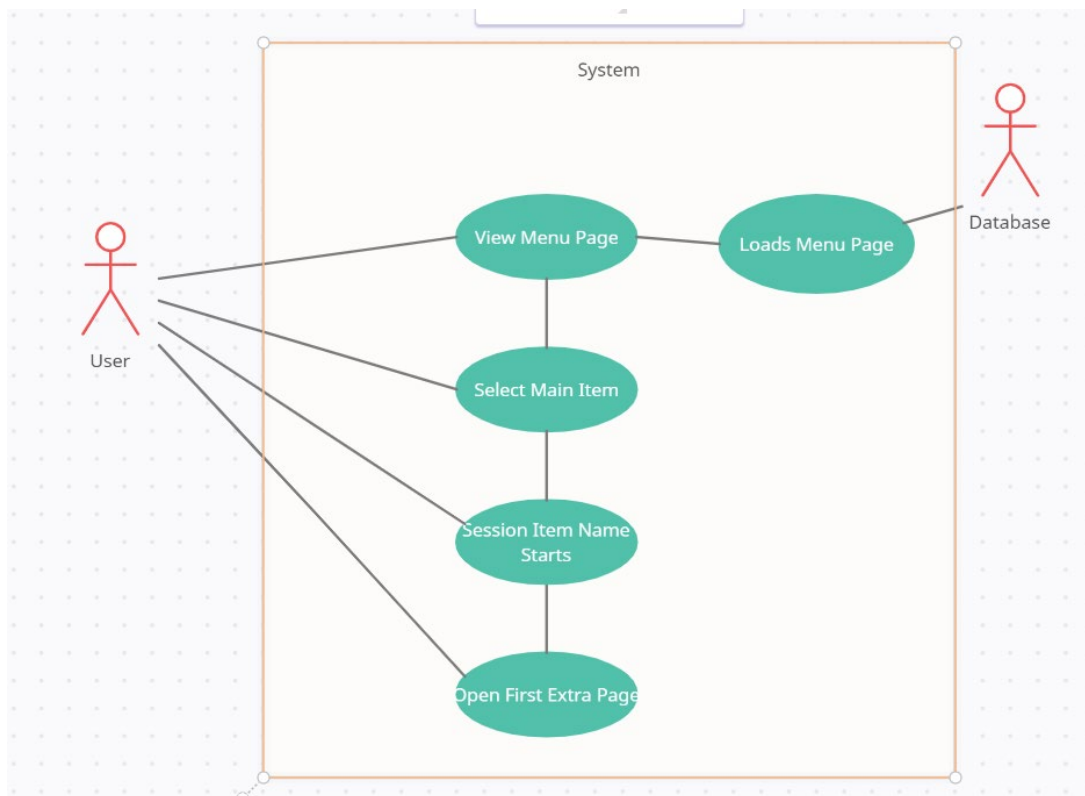 System
Database
View Menu Page
Loads Menu Page
User
Select Main Item
Session Item Name
Starts
Open First Extra Page